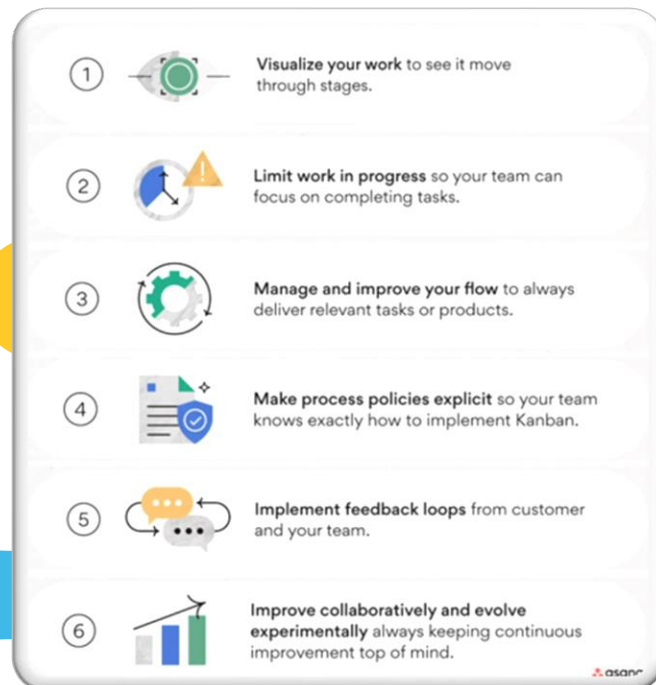 1
Visualize your work to see it move
through stages.
2
Limit work in progress so your team can
focus on completing tasks.
3
Manage and improve your flow to always
deliver relevant tasks or products.
4
Make process policies explicit so your team
knows exactly how to implement Kanban.
5
Implement feedback loops from customer
and your team.
6
Improve collaboratively and evolve
experimentally always keeping continuous
improvement top of mind.
asana